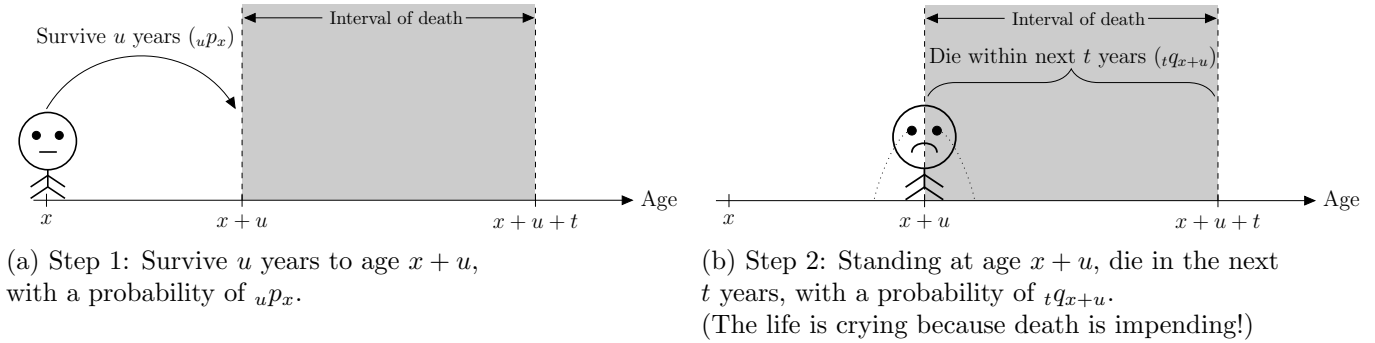 Interval of death
Survive u years (ᵤpₓ)
Age
x
x + u
x + u + t
(a) Step 1: Survive u years to age x + u,
with a probability of ᵤpₓ.
Interval of death
Die within next t years (ₜqₓ₊ᵤ)
Age
x
x + u
x + u + t
(b) Step 2: Standing at age x + u, die in the next
t years, with a probability of ₜqₓ₊ᵤ.
(The life is crying because death is impending!)